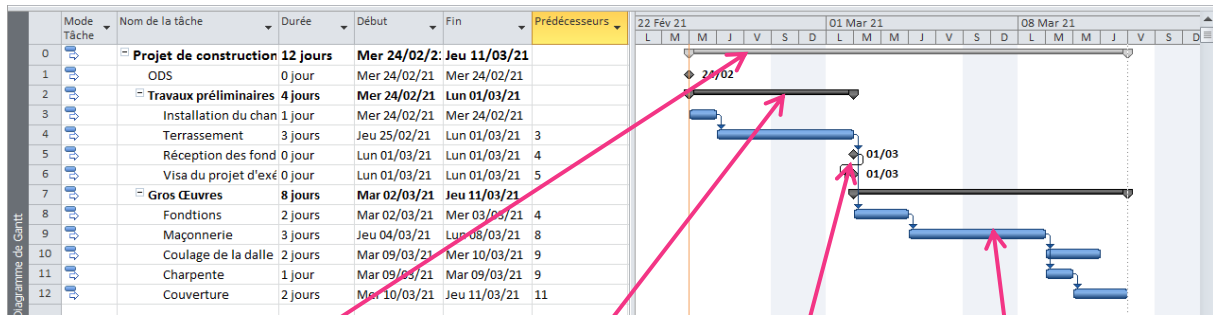 Mode Tâche Nom de la tâche Durée Début Fin Prédécesseurs 22 Fév 21 01 Mar 21 08 Mar 21
L M M J V S D L M M J V S D L M M J V S D
0 Projet de construction 12 jours Mer 24/02/21 Jeu 11/03/21
1 ODS 0 jour Mer 24/02/21 Mer 24/02/21 24/02
2 Travaux préliminaires 4 jours Mer 24/02/21 Lun 01/03/21
3 Installation du chan 1 jour Mer 24/02/21 Mer 24/02/21
4 Terrassement 3 jours Jeu 25/02/21 Lun 01/03/21 3
5 Réception des fond 0 jour Lun 01/03/21 Lun 01/03/21 4 01/03
6 Visa du projet d'exé 0 jour Lun 01/03/21 Lun 01/03/21 5 01/03
7 Gros Œuvres 8 jours Mar 02/03/21 Jeu 11/03/21
8 Fondtions 2 jours Mar 02/03/21 Mer 03/03/21 4
9 Maçonnerie 3 jours Jeu 04/03/21 Lun 08/03/21 8
10 Coulage de la dalle 2 jours Mar 09/03/21 Mer 10/03/21 9
11 Charpente 1 jour Mar 09/03/21 Mar 09/03/21 9
12 Couverture 2 jours Mer 10/03/21 Jeu 11/03/21 11
Diagramme de Gantt